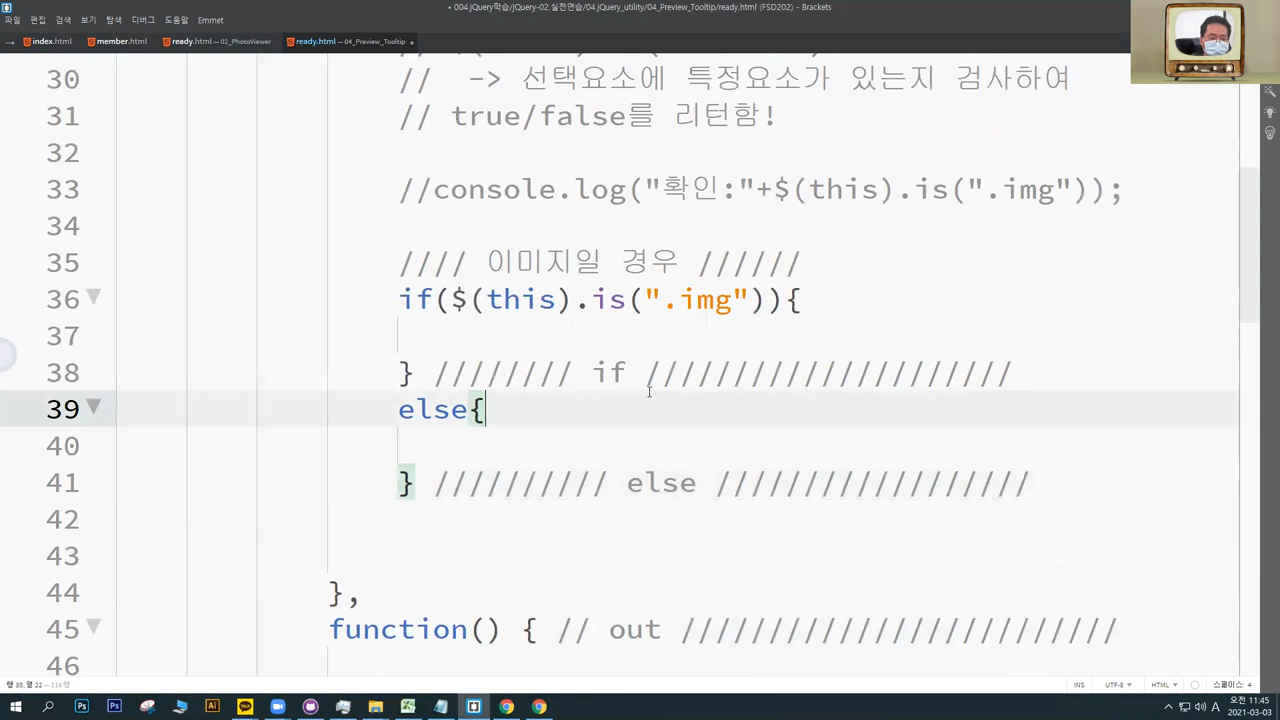 004.jQuery학습/jQuery-02.실전연습/04.jQuery_utility/04_Preview_Tooltip/ready.html (FSD202) - Brackets
파일 편집 검색 보기 탐색 디버그 도움말 Emmet
index.html member.html ready.html — 02_PhotoViewer ready.html — 04_Preview_Tooltip
30 // -> 선택요소에 특정요소가 있는지 검사하여
31 // true/false를 리턴함!
32
33 //console.log("확인:"+$(this).is(".img"));
34
35 //// 이미지일 경우 //////
36 if($(this).is(".img")){
37
38 } //////// if /////////////////////
39 else{
40
41 } ////////// else //////////////////
42
43
44 },
45 function() { // out /////////////////////////
46
행 39, 열 22
INS UTF-8 HTML 스페이스: 4
오전 11:45
2021-03-03